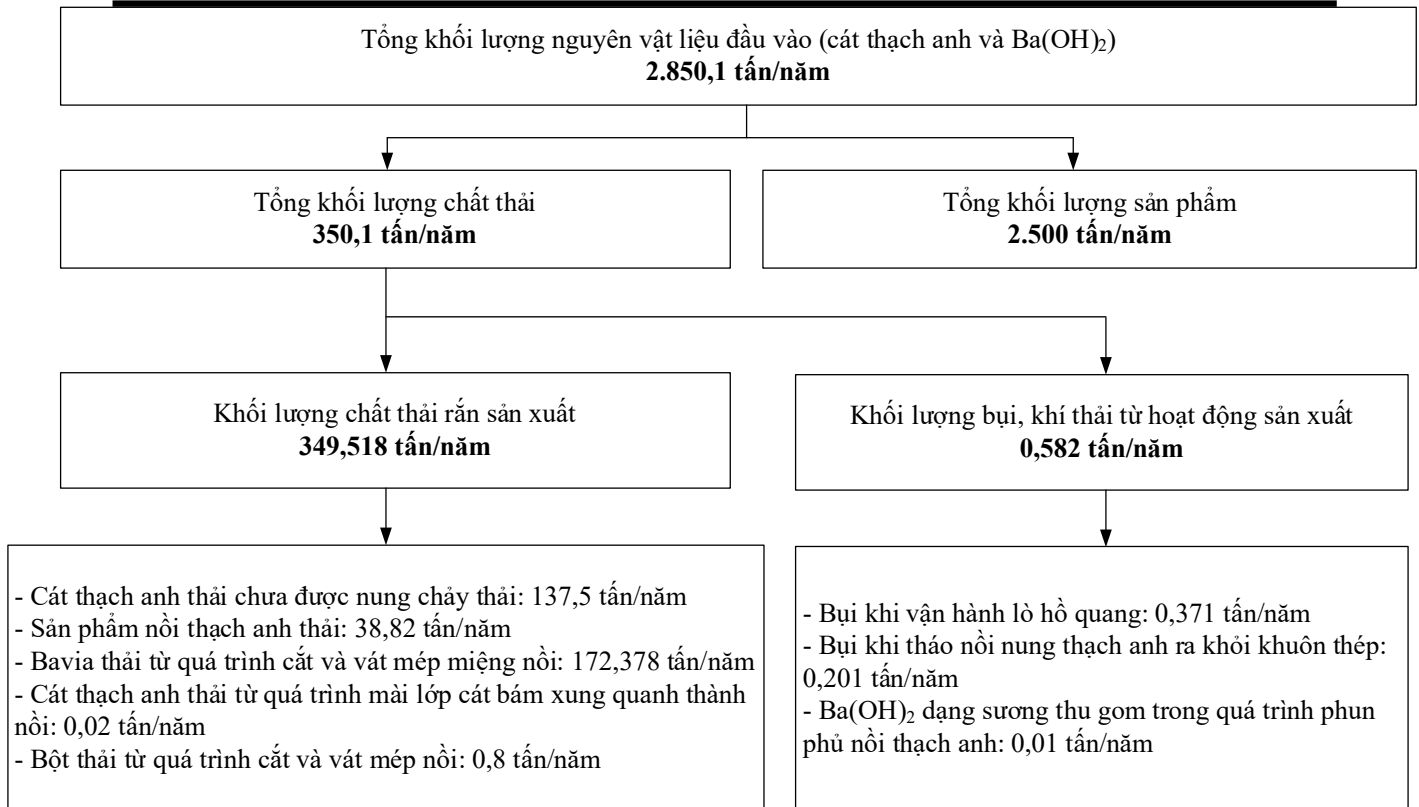 Tổng khối lượng nguyên vật liệu đầu vào (cát thạch anh và Ba(OH)₂)
2.850,1 tấn/năm
Tổng khối lượng chất thải
350,1 tấn/năm
Tổng khối lượng sản phẩm
2.500 tấn/năm
Khối lượng chất thải rắn sản xuất
349,518 tấn/năm
Khối lượng bụi, khí thải từ hoạt động sản xuất
0,582 tấn/năm
- Cát thạch anh thải chưa được nung chảy thải: 137,5 tấn/năm
- Sản phẩm nồi thạch anh thải: 38,82 tấn/năm
- Bavia thải từ quá trình cắt và vát mép miệng nồi: 172,378 tấn/năm
- Cát thạch anh thải từ quá trình mài lớp cát bám xung quanh thành
nồi: 0,02 tấn/năm
- Bột thải từ quá trình cắt và vát mép nồi: 0,8 tấn/năm
- Bụi khi vận hành lò hồ quang: 0,371 tấn/năm
- Bụi khi tháo nồi nung thạch anh ra khỏi khuôn thép:
0,201 tấn/năm
- Ba(OH)₂ dạng sương thu gom trong quá trình phun
phủ nồi thạch anh: 0,01 tấn/năm